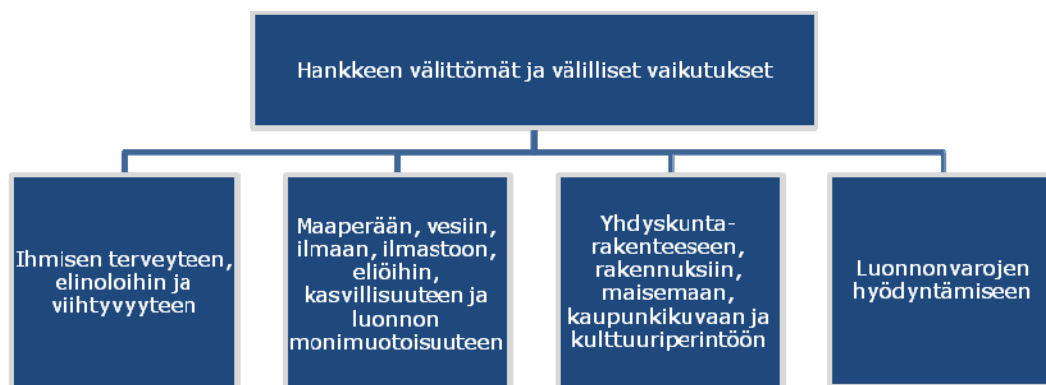 Hankkeen välittömät ja välilliset vaikutukset
Ihmisen terveyteen,
elinoloihin ja
viihtyvyyteen
Maaperään, vesiin,
ilmaan, ilmastoon,
eliöihin,
kasvillisuuteen ja
luonnon
monimuotoisuuteen
Yhdyskunta-
rakenteeseen,
rakennuksiin,
maisemaan,
kaupunkikuvaan ja
kulttuuriperintöön
Luonnonvarojen
hyödyntämiseen